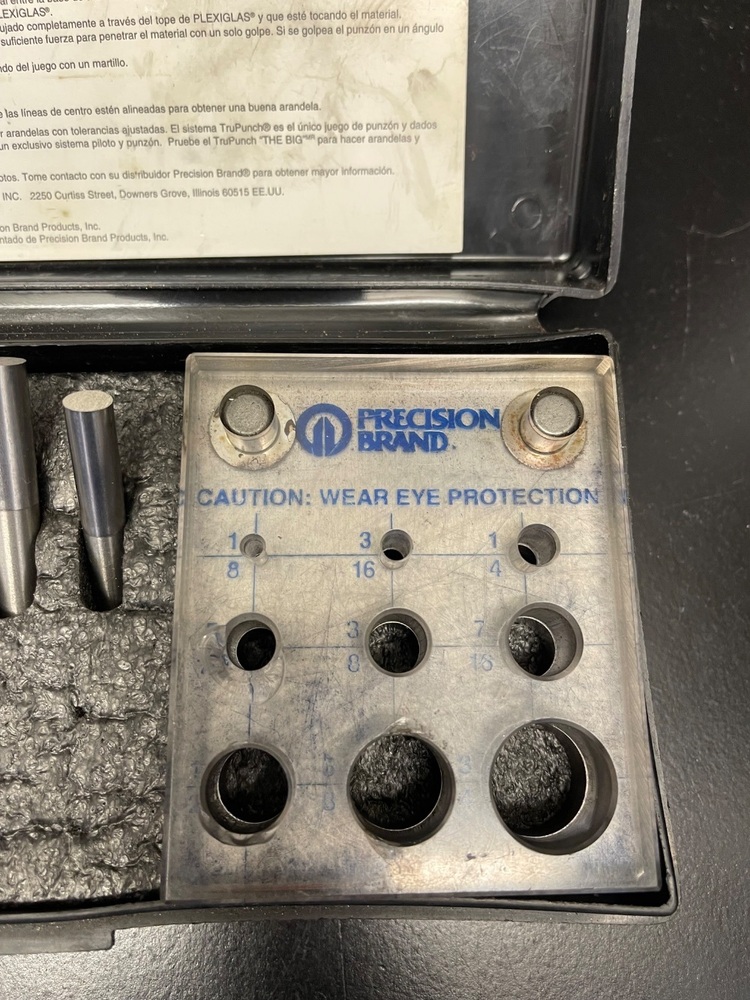 LEXIGLAS®.
ujado completamente a través del tope de PLEXIGLAS® y que esté tocando el material.
suficiente fuerza para penetrar el material con un solo golpe. Si se golpea el punzón en un ángulo
ndo del juego con un martillo.
e las líneas de centro estén alineadas para obtener una buena arandela.
r arandelas con tolerancias ajustadas. El sistema TruPunch® es el único juego de punzón y dados
un exclusivo sistema piloto y punzón. Pruebe el TruPunch "THE BIG" para hacer arandelas y
otos. Tome contacto con su distribuidor Precision Brand® para obtener mayor información.
INC. 2250 Curtiss Street, Downers Grove, Illinois 60515 EE.UU.
on Brand Products, Inc.
ntado de Precision Brand Products, Inc.
PRECISION
BRAND
CAUTION: WEAR EYE PROTECTION
1 3 1
8 16 4
3 7
8 16